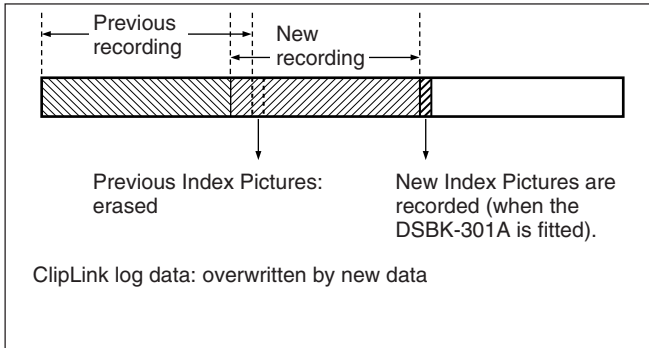 Previous
recording
New
recording
Previous Index Pictures:
erased
New Index Pictures are
recorded (when the
DSBK-301A is fitted).
ClipLink log data: overwritten by new data